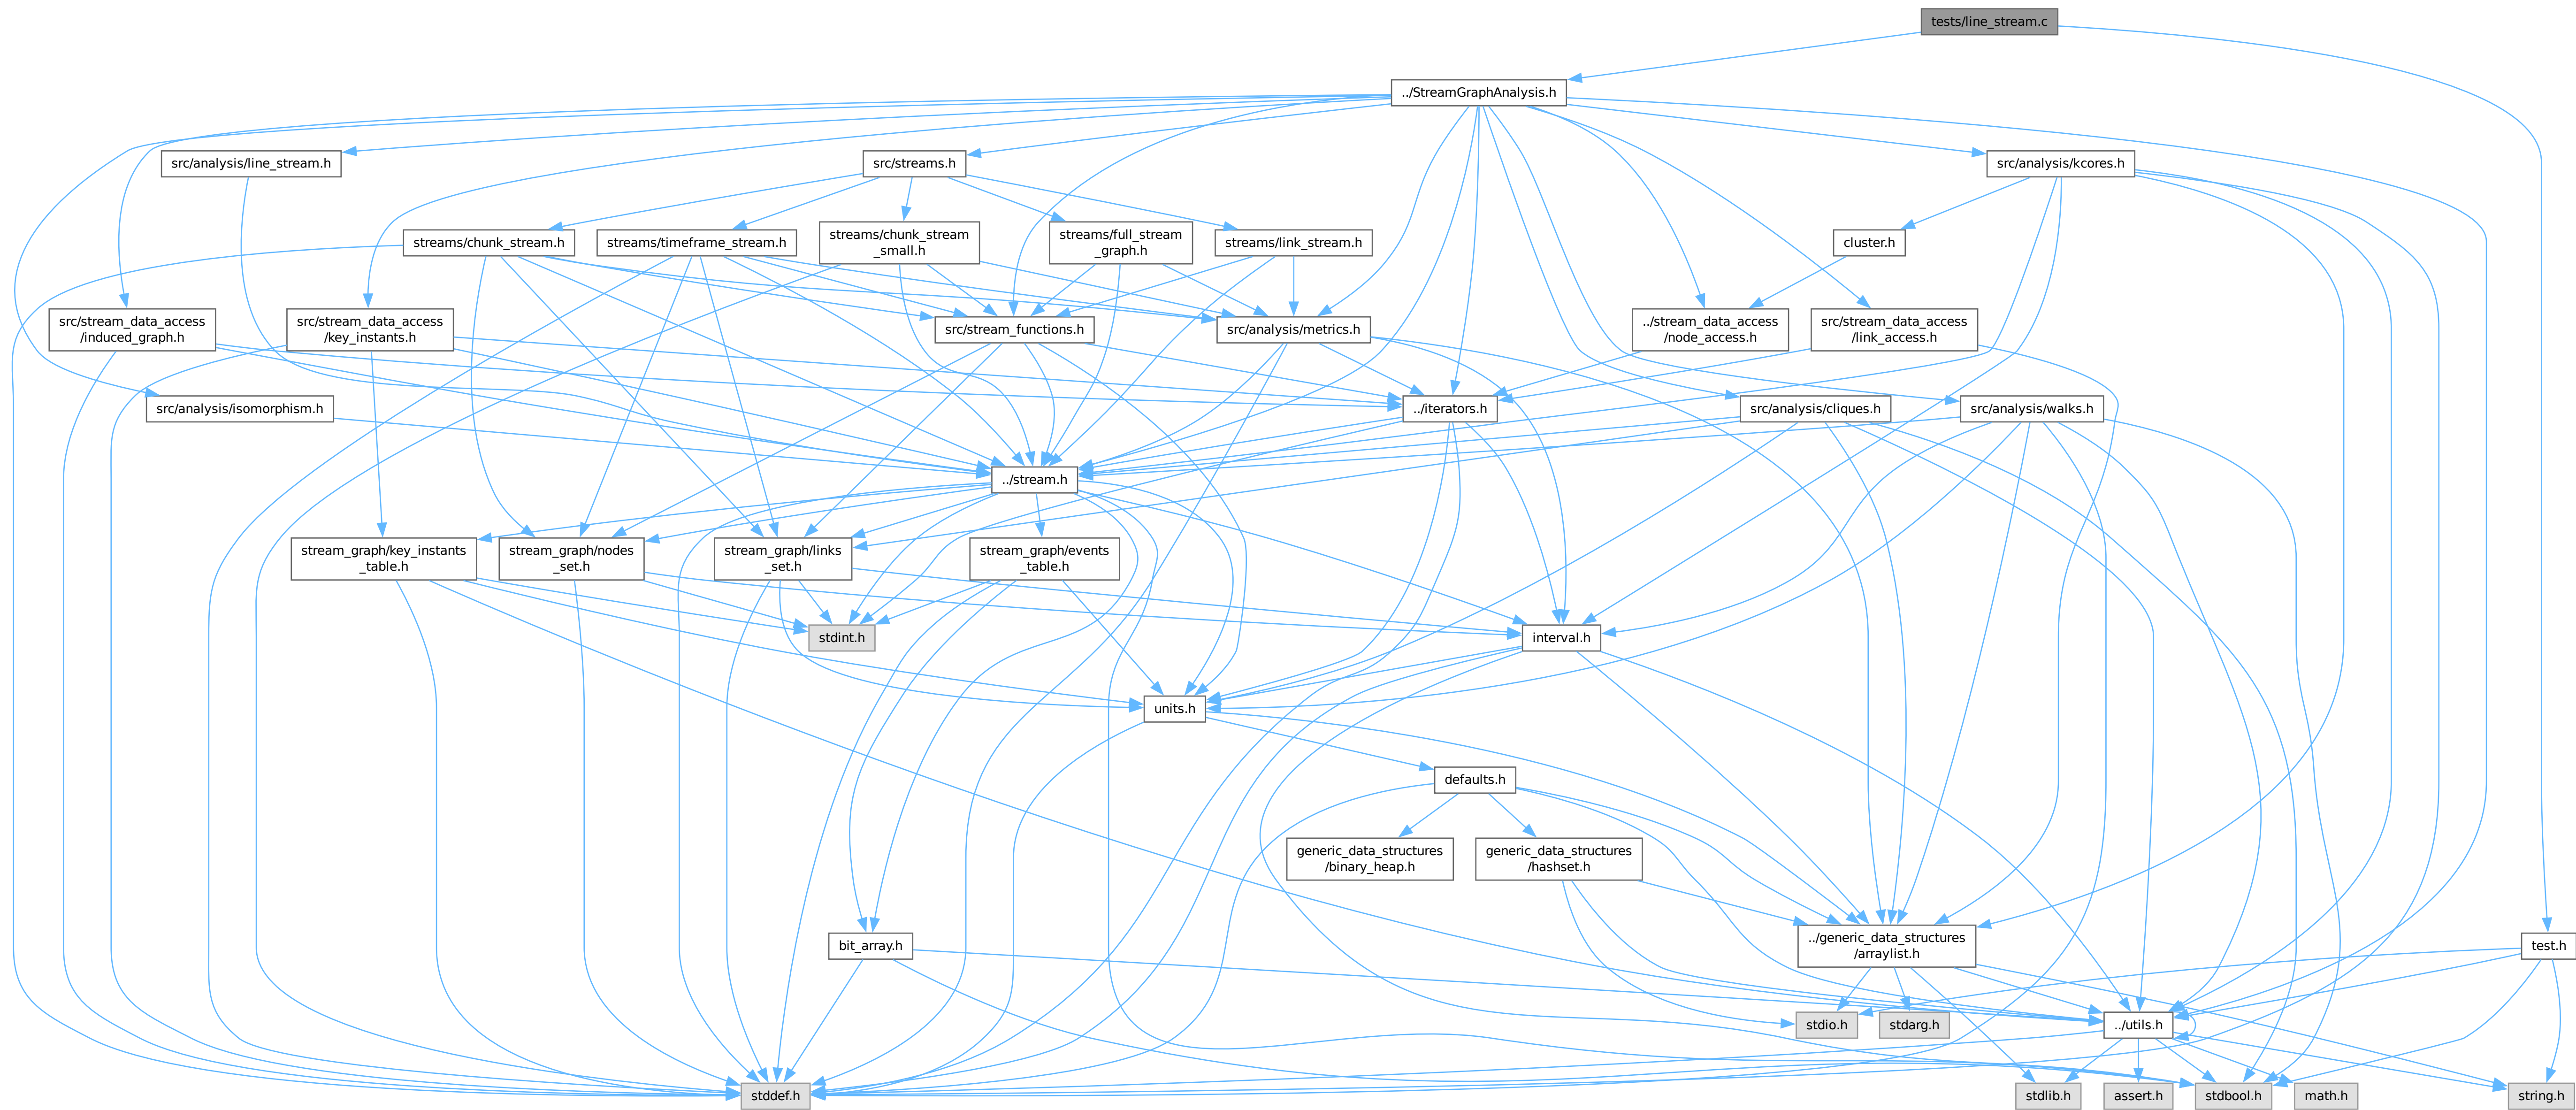 tests/line_stream.c
../StreamGraphAnalysis.h
src/analysis/line_stream.h
src/streams.h
src/analysis/kcores.h
streams/chunk_stream.h
streams/timeframe_stream.h
streams/chunk_stream
_small.h
streams/full_stream
_graph.h
streams/link_stream.h
cluster.h
src/stream_data_access
/induced_graph.h
src/stream_data_access
/key_instants.h
src/stream_functions.h
src/analysis/metrics.h
../stream_data_access
/node_access.h
src/stream_data_access
/link_access.h
src/analysis/isomorphism.h
../iterators.h
src/analysis/cliques.h
src/analysis/walks.h
../stream.h
stream_graph/key_instants
_table.h
stream_graph/nodes
_set.h
stream_graph/links
_set.h
stream_graph/events
_table.h
stdint.h
interval.h
units.h
defaults.h
generic_data_structures
/binary_heap.h
generic_data_structures
/hashset.h
bit_array.h
../generic_data_structures
/arraylist.h
test.h
stdio.h
stdarg.h
../utils.h
stddef.h
stdlib.h
assert.h
stdbool.h
math.h
string.h